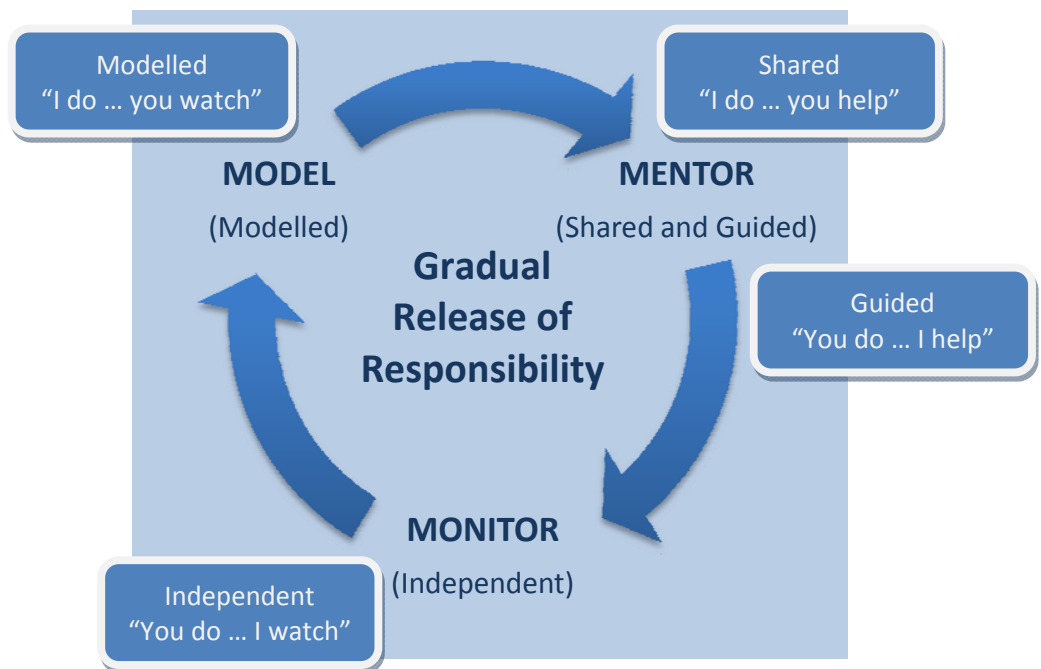 Modelled
“I do … you watch”
Shared
“I do … you help”
MODEL
(Modelled)
MENTOR
(Shared and Guided)
Gradual
Release of
Responsibility
Guided
“You do … I help”
MONITOR
(Independent)
Independent
“You do … I watch”